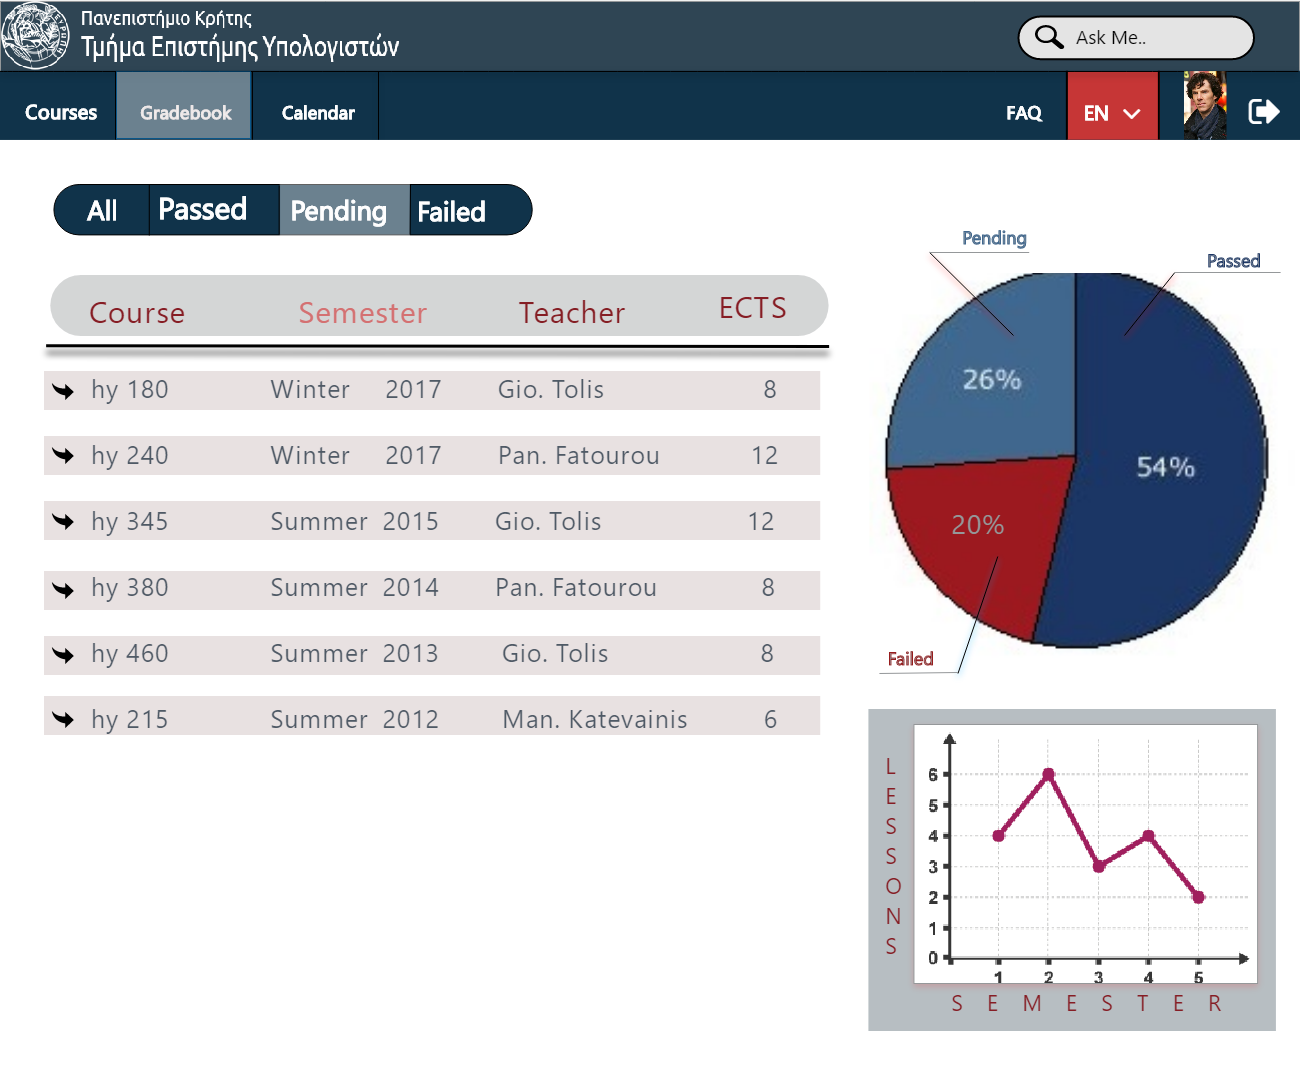 Πανεπιστήμιο Κρήτης
Τμήμα Επιστήμης Υπολογιστών
Ask Me..
Courses Gradebook Calendar FAQ EN
All Passed Pending Failed
Course Semester Teacher ECTS
hy 180 Winter 2017 Gio. Tolis 8
hy 240 Winter 2017 Pan. Fatourou 12
hy 345 Summer 2015 Gio. Tolis 12
hy 380 Summer 2014 Pan. Fatourou 8
hy 460 Summer 2013 Gio. Tolis 8
hy 215 Summer 2012 Man. Katevainis 6
Pending
Passed
26%
54%
20%
Failed
LESSONS
6
5
4
3
2
1
0
1 2 3 4 5
SEMESTER